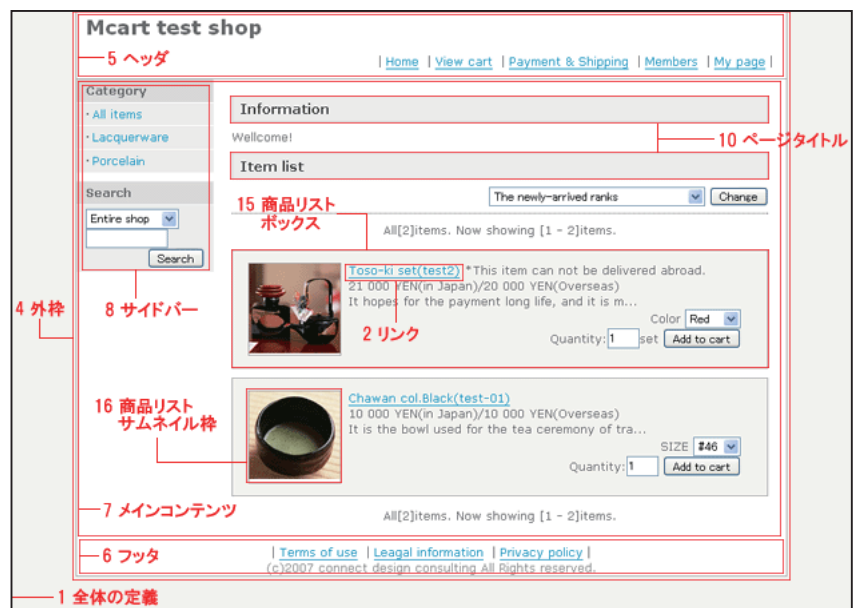 Mcart test shop
5 ヘッダ
| Home | View cart | Payment & Shipping | Members | My page |
Category
・All items
・Lacquerware
・Porcelain
Search
Entire shop
Search
8 サイドバー
4 外枠
Information
Wellcome!
10 ページタイトル
Item list
The newly-arrived ranks Change
15 商品リスト
ボックス
All[2]items. Now showing [1 - 2]items.
Toso-ki set(test2) *This item can not be delivered abroad.
21 000 YEN(in Japan)/20 000 YEN(Overseas)
It hopes for the payment long life, and it is m...
2 リンク
Color Red
Quantity: 1 set Add to cart
16 商品リスト
サムネイル枠
Chawan col.Black(test-01)
10 000 YEN(in Japan)/10 000 YEN(Overseas)
It is the bowl used for the tea ceremony of tra...
SIZE #46
Quantity: 1 Add to cart
7 メインコンテンツ
All[2]items. Now showing [1 - 2]items.
6 フッタ
| Terms of use | Leagal information | Privacy policy |
(c)2007 connect design consulting All Rights reserved.
1 全体の定義